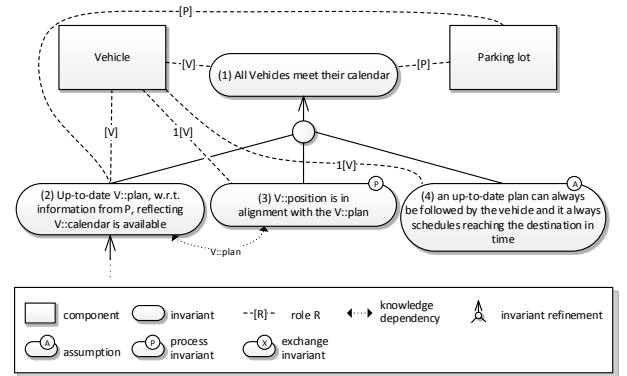 [P]
Vehicle
[V]
(1) All Vehicles meet their calendar
[P]
Parking lot
[V]
1[V]
1[V]
(2) Up-to-date V::plan, w.r.t.
information from P, reflecting
V::calendar is available
P
(3) V::position is in
alignment with the V::plan
A
(4) an up-to-date plan can always
be followed by the vehicle and it always
schedules reaching the destination in
time
V::plan
component
invariant
[R]
role R
knowledge
dependency
invariant refinement
A
assumption
P
process
invariant
X
exchange
invariant